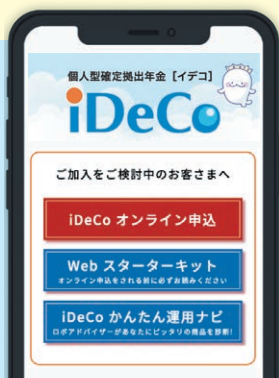 個人型確定拠出年金［イデコ］
iDeCo
ご加入をご検討中のお客さまへ
iDeCo オンライン申込
Web スターターキット
オンライン申込をされる前に必ずお読みください
iDeCo かんたん運用ナビ
ロボアドバイザーがあなたにピッタリの商品を診断!